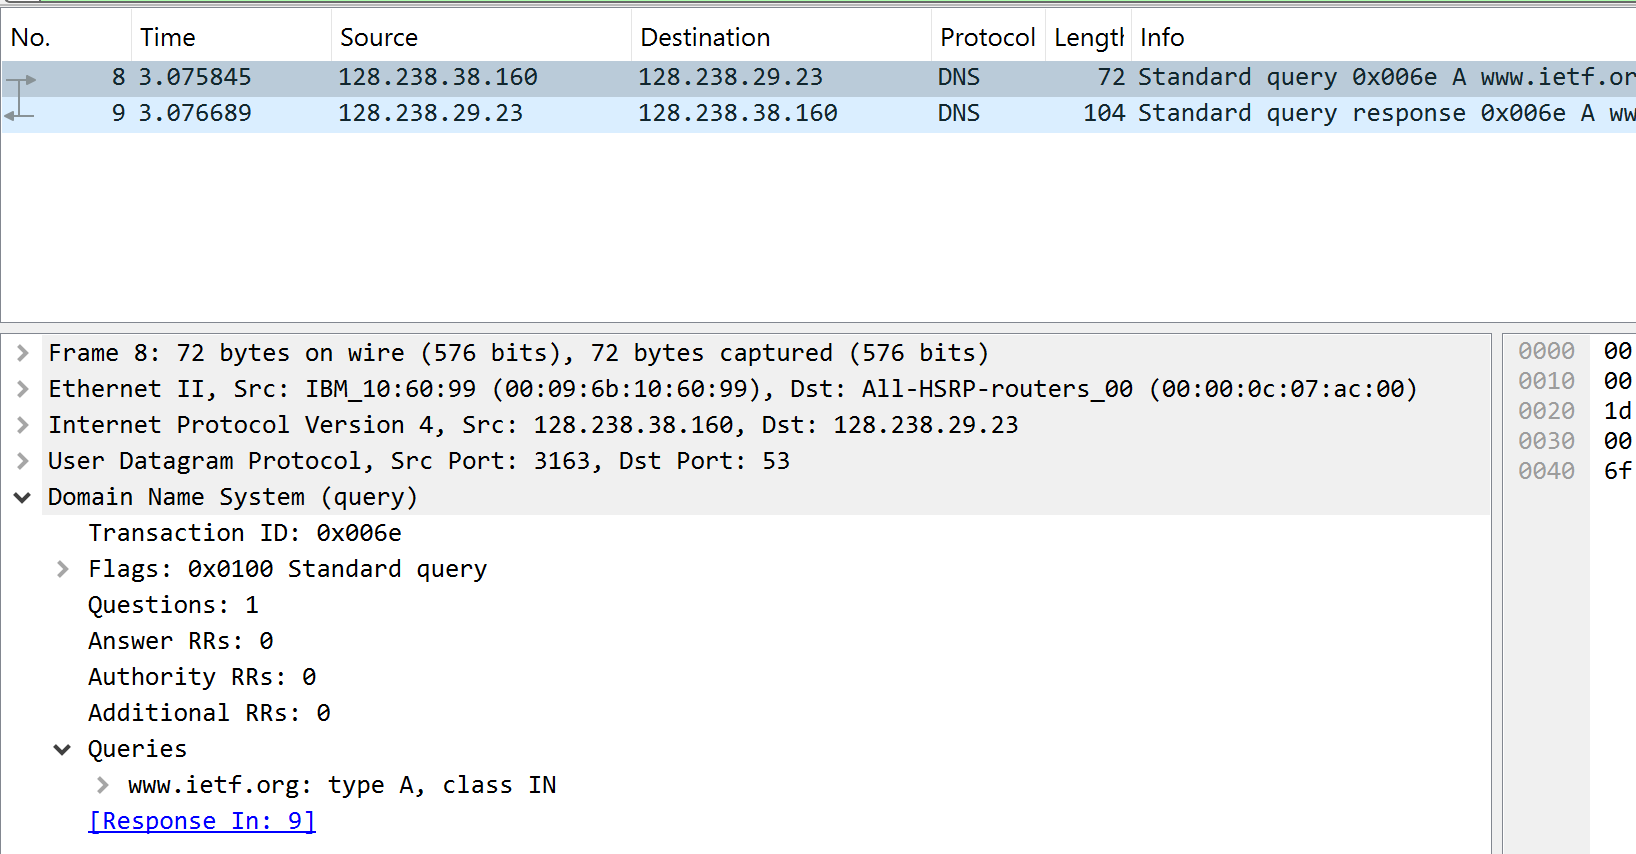 No. Time Source Destination Protocol Length Info
8 3.075845 128.238.38.160 128.238.29.23 DNS 72 Standard query 0x006e A www.ietf.or
9 3.076689 128.238.29.23 128.238.38.160 DNS 104 Standard query response 0x006e A ww
Frame 8: 72 bytes on wire (576 bits), 72 bytes captured (576 bits)
Ethernet II, Src: IBM_10:60:99 (00:09:6b:10:60:99), Dst: All-HSRP-routers_00 (00:00:0c:07:ac:00)
Internet Protocol Version 4, Src: 128.238.38.160, Dst: 128.238.29.23
User Datagram Protocol, Src Port: 3163, Dst Port: 53
Domain Name System (query)
Transaction ID: 0x006e
Flags: 0x0100 Standard query
Questions: 1
Answer RRs: 0
Authority RRs: 0
Additional RRs: 0
Queries
www.ietf.org: type A, class IN
[Response In: 9]
0000 00
0010 00
0020 1d
0030 00
0040 6f